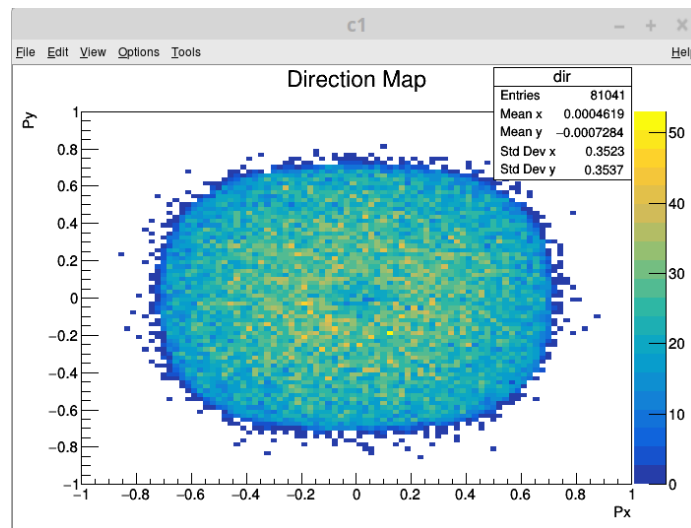 c1
File Edit View Options Tools Help
Direction Map
dir
Entries 81041
Mean x 0.0004619
Mean y −0.0007284
Std Dev x 0.3523
Std Dev y 0.3537
Py
1
0.8
0.6
0.4
0.2
0
−0.2
−0.4
−0.6
−0.8
−1
−1 −0.8 −0.6 −0.4 −0.2 0 0.2 0.4 0.6 0.8 1
Px
50
40
30
20
10
0